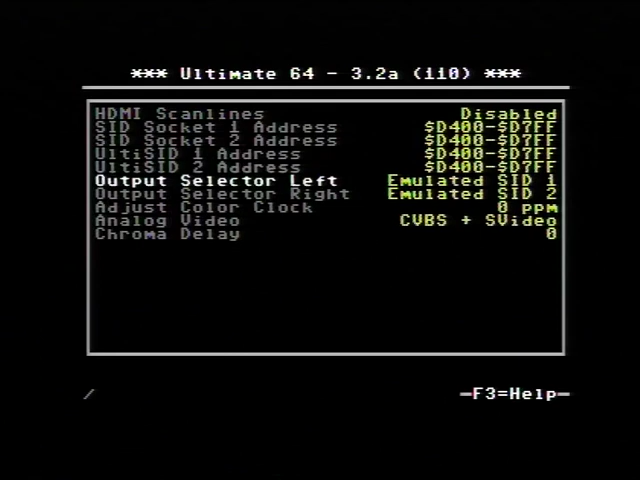 *** Ultimate 64 - 3.2a (110) ***
HDMI Scanlines Disabled
SID Socket 1 Address $D400-$D7FF
SID Socket 2 Address $D400-$D7FF
UltiSID 1 Address $D400-$D7FF
UltiSID 2 Address $D400-$D7FF
Output Selector Left Emulated SID 1
Output Selector Right Emulated SID 2
Adjust Color Clock 0 ppm
Analog Video CVBS + SVideo
Chroma Delay 0
/ -F3=Help-